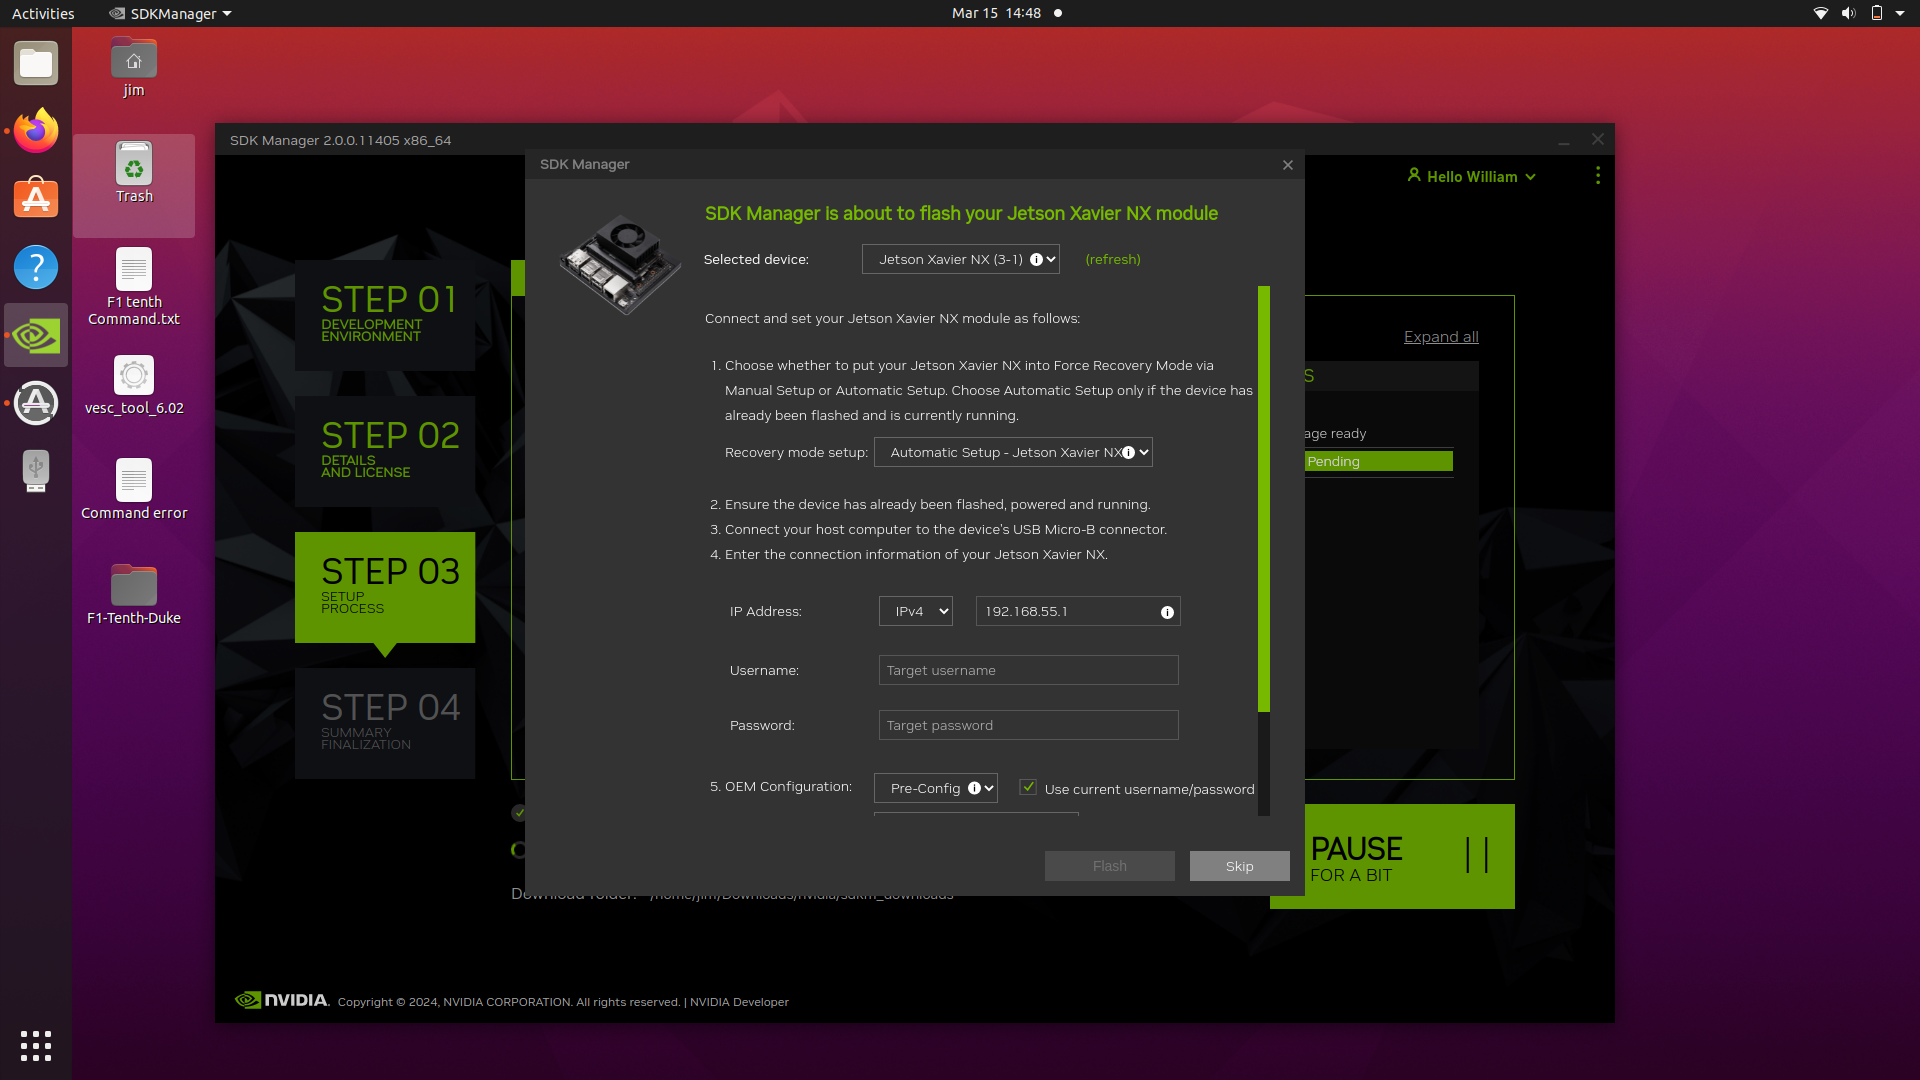 Activities
SDKManager
Mar 15 14:48
jim
Trash
F1 tenth
Command.txt
vesc_tool_6.02
Command error
F1-Tenth-Duke
SDK Manager 2.0.0.11405 x86_64
Hello William
STEP 01
DEVELOPMENT
ENVIRONMENT
STEP 02
DETAILS
AND LICENSE
STEP 03
SETUP
PROCESS
STEP 04
SUMMARY
FINALIZATION
Expand all
S
age ready
Pending
SDK Manager
SDK Manager is about to flash your Jetson Xavier NX module
Selected device: Jetson Xavier NX (3-1) (refresh)
Connect and set your Jetson Xavier NX module as follows:
1. Choose whether to put your Jetson Xavier NX into Force Recovery Mode via
Manual Setup or Automatic Setup. Choose Automatic Setup only if the device has
already been flashed and is currently running.
Recovery mode setup: Automatic Setup - Jetson Xavier NX
2. Ensure the device has already been flashed, powered and running.
3. Connect your host computer to the device's USB Micro-B connector.
4. Enter the connection information of your Jetson Xavier NX.
IP Address: IPv4 192.168.55.1
Username: Target username
Password: Target password
5. OEM Configuration: Pre-Config Use current username/password
Flash Skip
PAUSE
FOR A BIT
Download folder: /home/jim/Downloads/nvidia/sdkm_downloads
NVIDIA. Copyright © 2024, NVIDIA CORPORATION. All rights reserved. | NVIDIA Developer